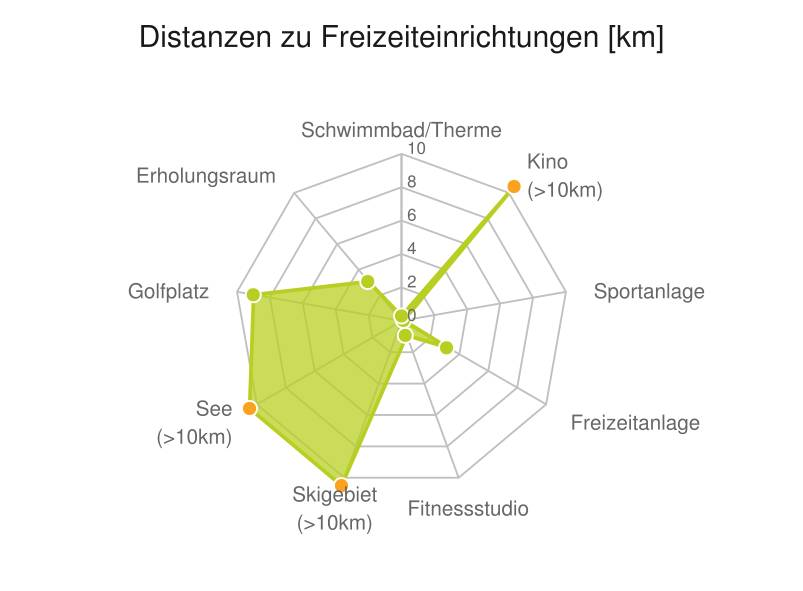 Distanzen zu Freizeiteinrichtungen [km]
Schwimmbad/Therme
10
Kino
(>10km)
Erholungsraum
8
6
4
2
0
Golfplatz
Sportanlage
See
(>10km)
Freizeitanlage
Skigebiet
(>10km)
Fitnessstudio